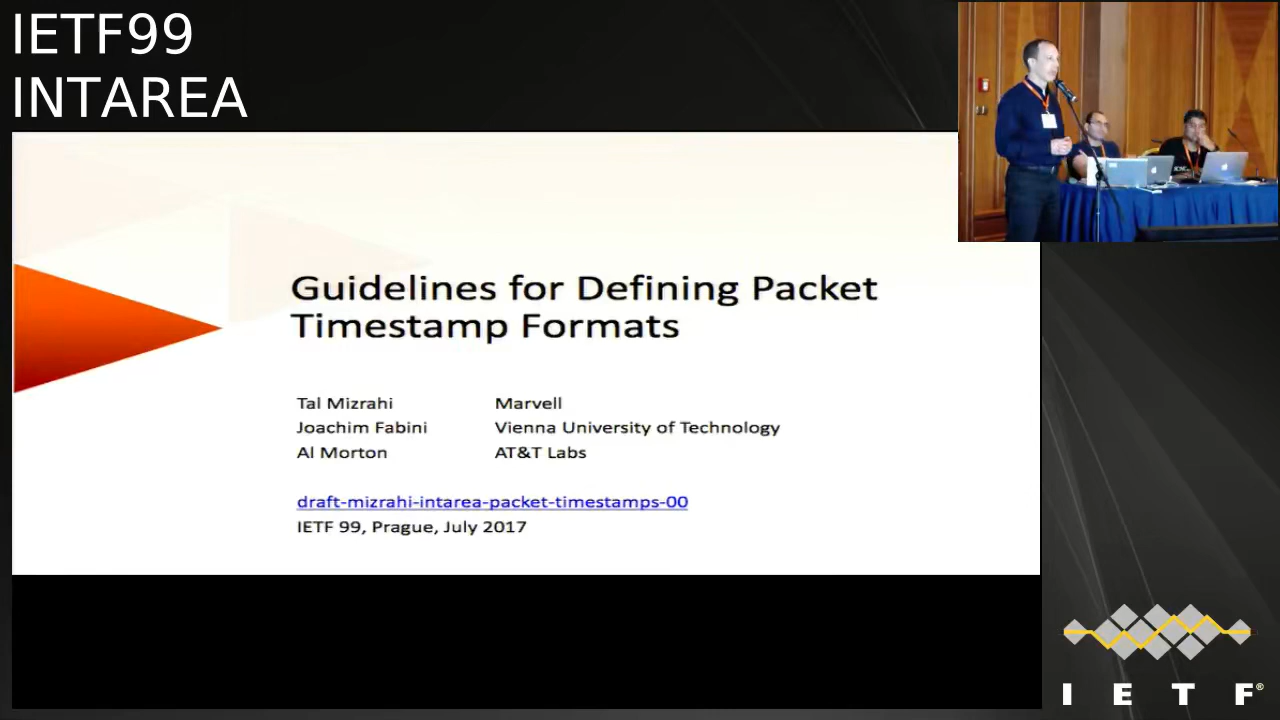 IETF99
INTAREA
Guidelines for Defining Packet
Timestamp Formats
Tal Mizrahi Marvell
Joachim Fabini Vienna University of Technology
Al Morton AT&T Labs
draft-mizrahi-intarea-packet-timestamps-00
IETF 99, Prague, July 2017
I E T F®